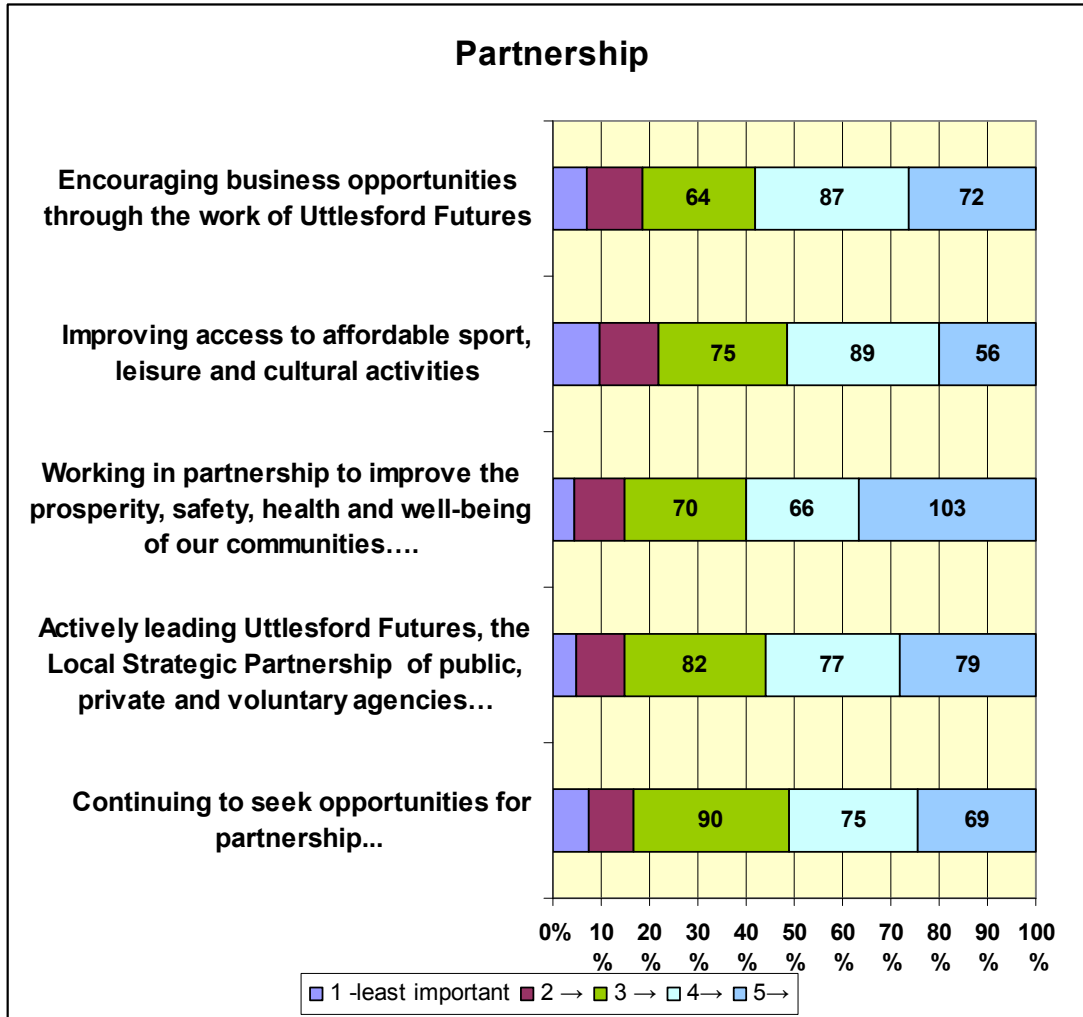 Partnership
Encouraging business opportunities
through the work of Uttlesford Futures
64 87 72
Improving access to affordable sport,
leisure and cultural activities
75 89 56
Working in partnership to improve the
prosperity, safety, health and well-being
of our communities....
70 66 103
Actively leading Uttlesford Futures, the
Local Strategic Partnership of public,
private and voluntary agencies...
82 77 79
Continuing to seek opportunities for
partnership...
90 75 69
0% 10 % 20 % 30 % 40 % 50 % 60 % 70 % 80 % 90 % 100 %
1 -least important 2 → 3 → 4→ 5→